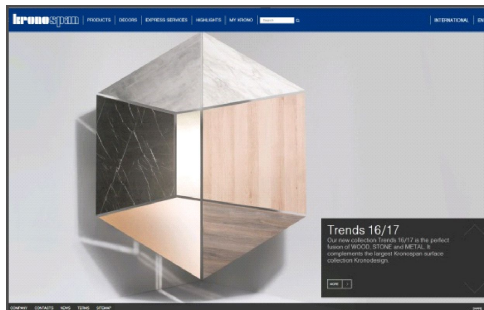 kronospan PRODUCTS DECORS EXPRESS SERVICES HIGHLIGHTS MY KRONO INTERNATIONAL EN
Trends 16/17
Our new collection Trends 16/17 is the perfect
fusion of WOOD, STONE and METAL. It
complements the largest Kronospan surface
collection Kronodesign.
MORE
COMPANY CONTACTS NEWS TERMS SITEMAP